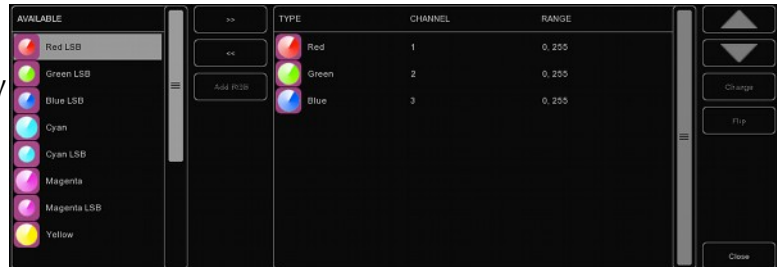 AVAILABLE
Red LSB
Green LSB
Blue LSB
Cyan
Cyan LSB
Magenta
Magenta LSB
Yellow
>>
<<
Add RGB
TYPE CHANNEL RANGE
Red 1 0, 255
Green 2 0, 255
Blue 3 0, 255
Change
Flip
Close